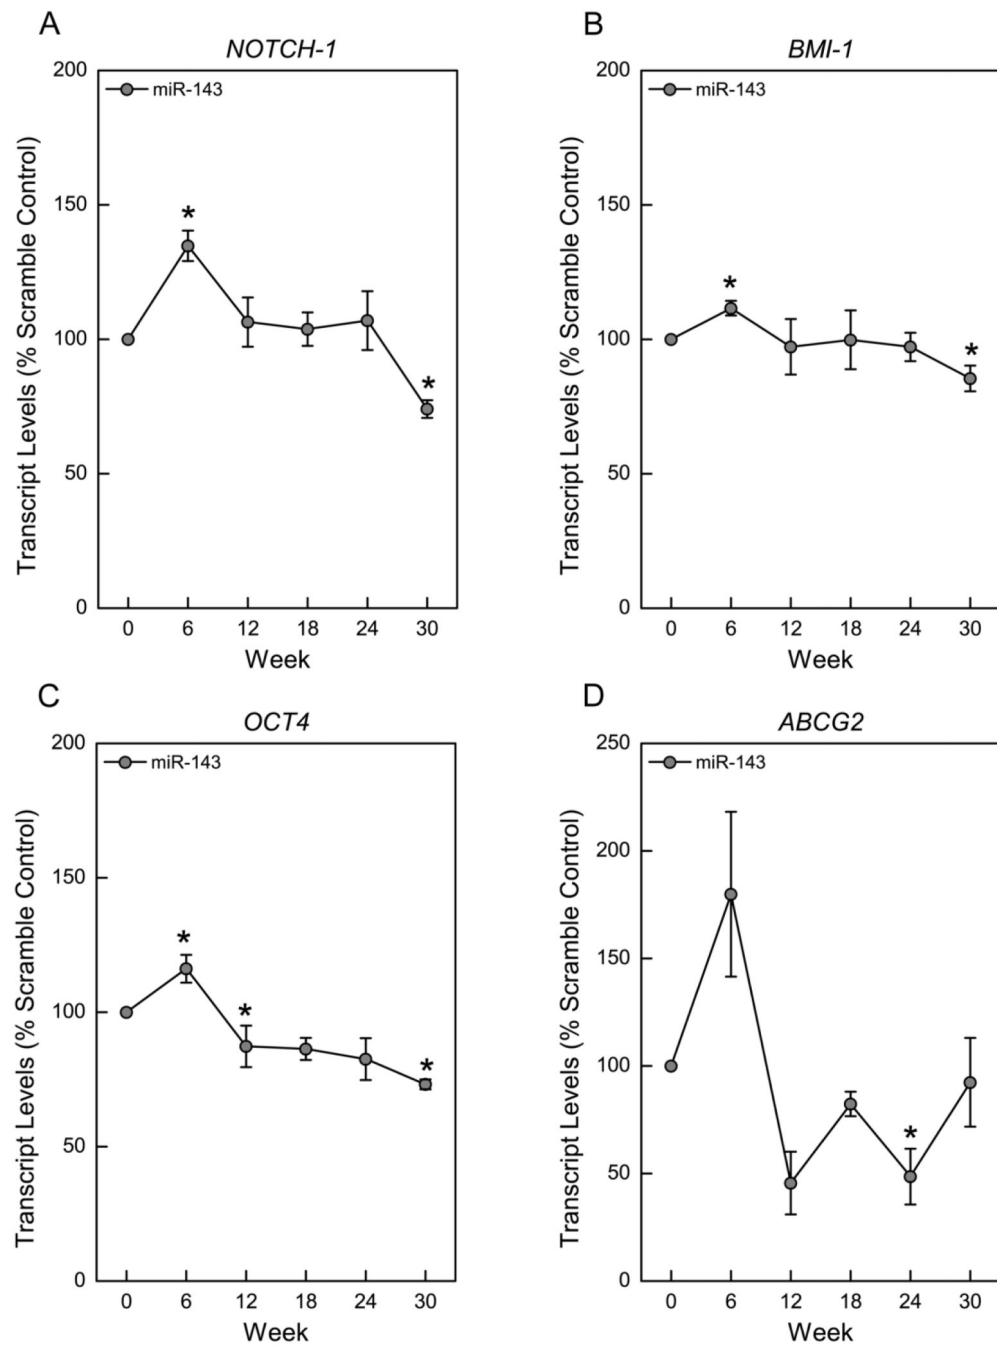 A
NOTCH-1
200
150
100
50
0
miR-143
*
*
0 6 12 18 24 30
Week
Transcript Levels (% Scramble Control)
B
BMI-1
200
150
100
50
0
miR-143
*
*
0 6 12 18 24 30
Week
Transcript Levels (% Scramble Control)
C
OCT4
200
150
100
50
0
miR-143
*
*
*
0 6 12 18 24 30
Week
Transcript Levels (% Scramble Control)
D
ABCG2
250
200
150
100
50
0
miR-143
*
0 6 12 18 24 30
Week
Transcript Levels (% Scramble Control)